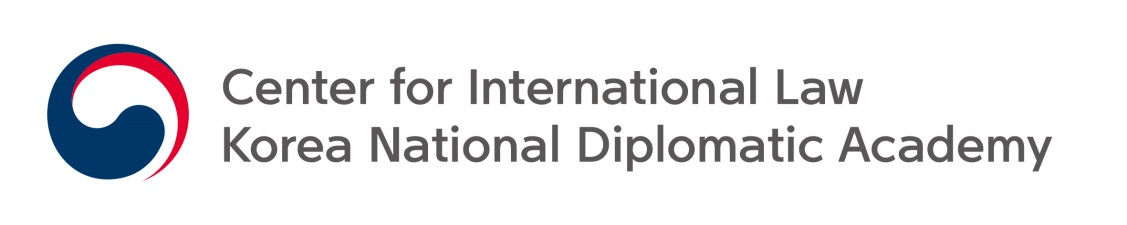 Center for International Law
Korea National Diplomatic Academy